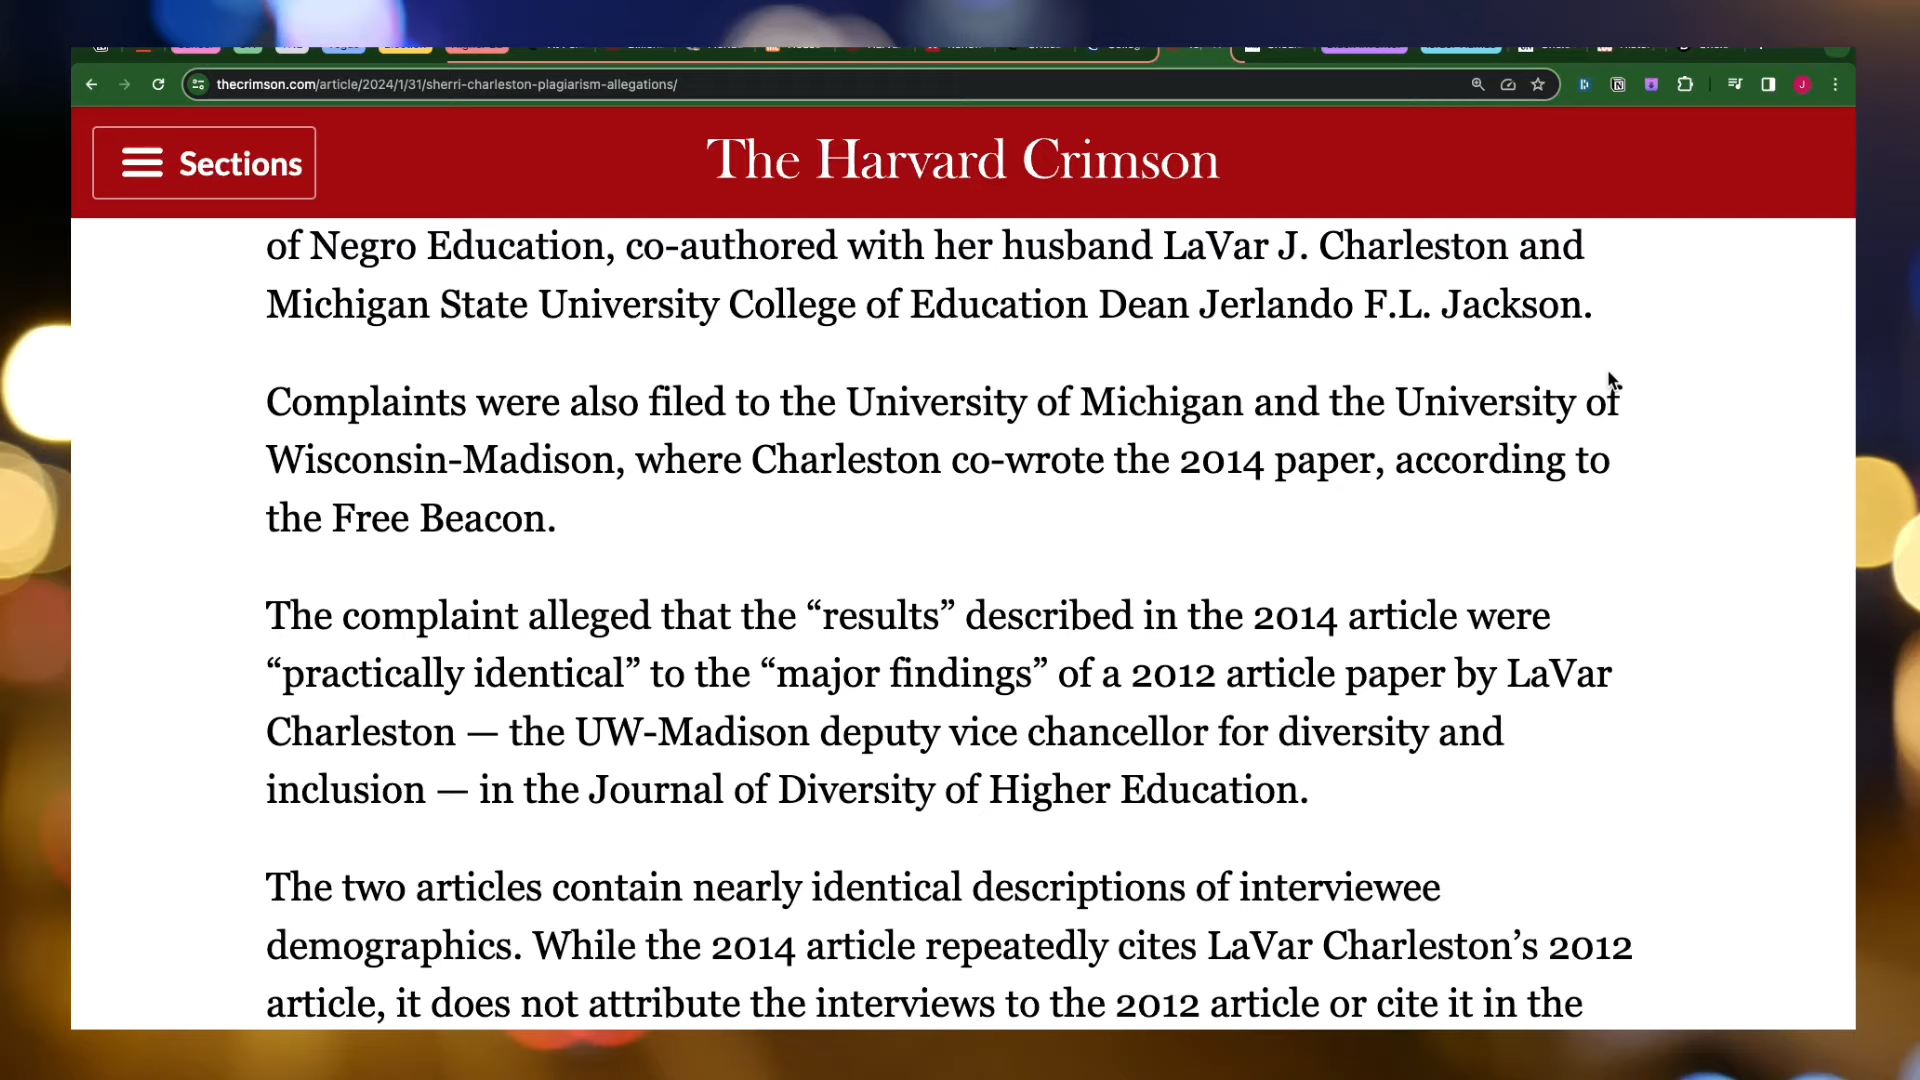 thecrimson.com/article/2024/1/31/sherri-charleston-plagiarism-allegations/
J
Sections
The Harvard Crimson
of Negro Education, co-authored with her husband LaVar J. Charleston and
Michigan State University College of Education Dean Jerlando F.L. Jackson.
Complaints were also filed to the University of Michigan and the University of
Wisconsin-Madison, where Charleston co-wrote the 2014 paper, according to
the Free Beacon.
The complaint alleged that the “results” described in the 2014 article were
“practically identical” to the “major findings” of a 2012 article paper by LaVar
Charleston — the UW-Madison deputy vice chancellor for diversity and
inclusion — in the Journal of Diversity of Higher Education.
The two articles contain nearly identical descriptions of interviewee
demographics. While the 2014 article repeatedly cites LaVar Charleston’s 2012
article, it does not attribute the interviews to the 2012 article or cite it in the